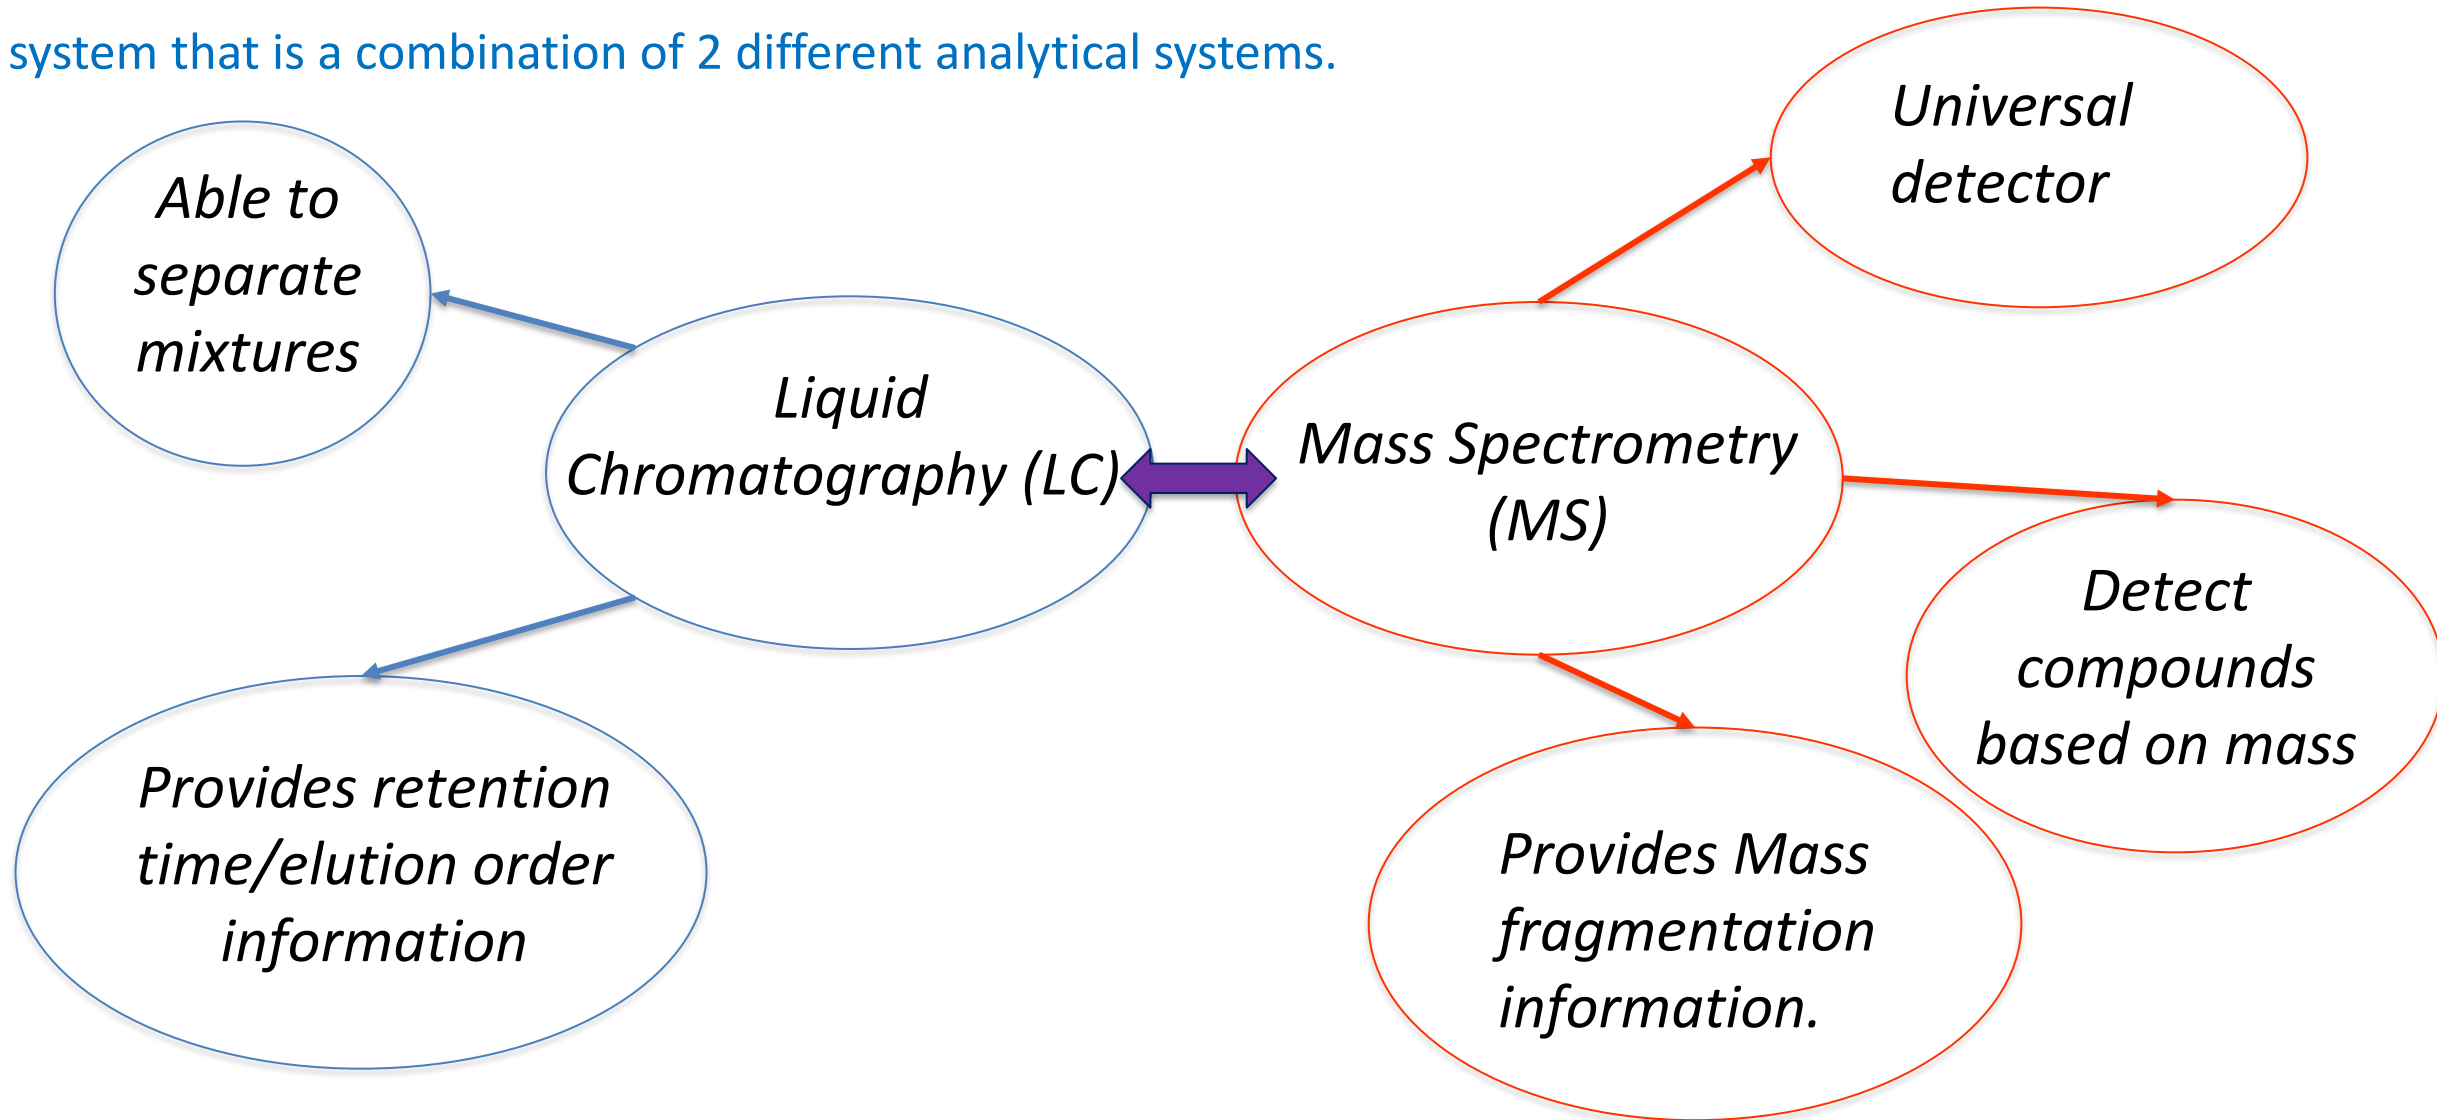 system that is a combination of 2 different analytical systems.
Able to
separate
mixtures
Liquid
Chromatography (LC)
Provides retention
time/elution order
information
Mass Spectrometry
(MS)
Universal
detector
Detect
compounds
based on mass
Provides Mass
fragmentation
information.